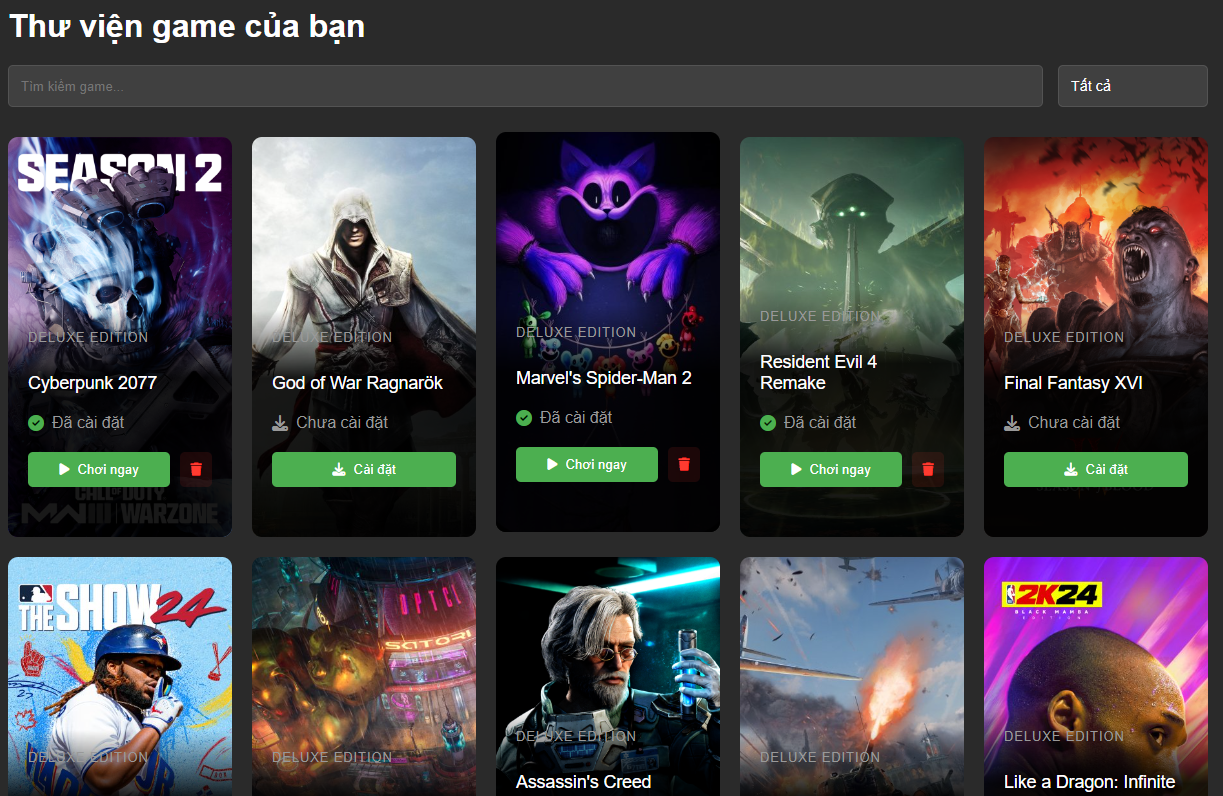 Thư viện game của bạn
Tìm kiếm game...
Tất cả
SEASON 2
DELUXE EDITION
Cyberpunk 2077
Đã cài đặt
Chơi ngay
CALL OF DUTY
MWIII WARZONE
DELUXE EDITION
God of War Ragnarök
Chưa cài đặt
Cài đặt
DELUXE EDITION
Marvel's Spider-Man 2
Đã cài đặt
Chơi ngay
DELUXE EDITION
Resident Evil 4
Remake
Đã cài đặt
Chơi ngay
DELUXE EDITION
Final Fantasy XVI
Chưa cài đặt
Cài đặt
THE SHOW 24
DELUXE EDITION
SATORI
DELUXE EDITION
DELUXE EDITION
Assassin's Creed
DELUXE EDITION
2K24
BLACK MAMBA
EDITION
DELUXE EDITION
Like a Dragon: Infinite